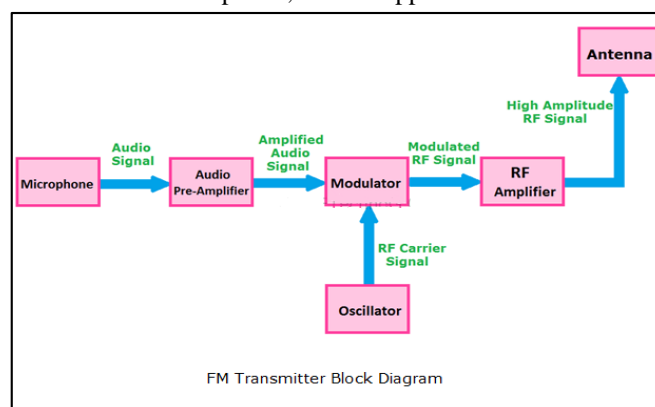 Antenna
High Amplitude
RF Signal
Audio
Signal
Amplified
Audio
Signal
Modulated
RF Signal
Microphone
Audio
Pre-Amplifier
Modulator
RF
Amplifier
RF Carrier
Signal
Oscillator
FM Transmitter Block Diagram